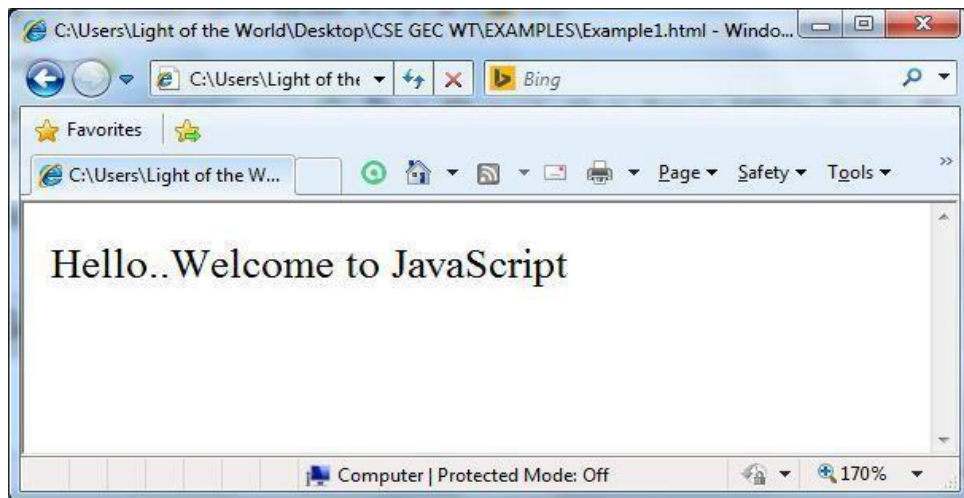 C:\Users\Light of the World\Desktop\CSE GEC WT\EXAMPLES\Example1.html - Windo...
C:\Users\Light of the
Bing
Favorites
C:\Users\Light of the W...
Page
Safety
Tools
Hello..Welcome to JavaScript
Computer | Protected Mode: Off
170%